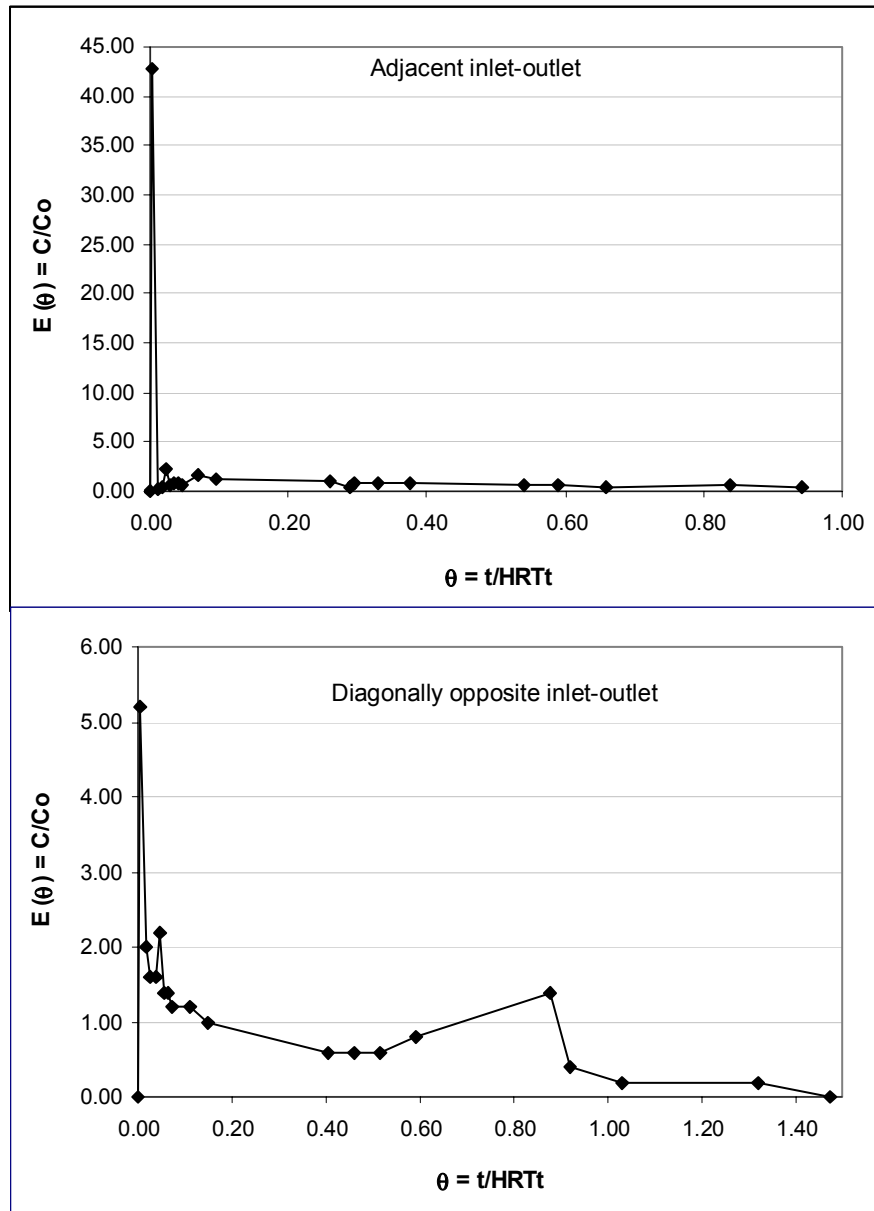 Adjacent inlet-outlet
E (θ) = C/Co
45.00
40.00
35.00
30.00
25.00
20.00
15.00
10.00
5.00
0.00
0.00 0.20 0.40 0.60 0.80 1.00
θ = t/HRTt
Diagonally opposite inlet-outlet
E (θ) = C/Co
6.00
5.00
4.00
3.00
2.00
1.00
0.00
0.00 0.20 0.40 0.60 0.80 1.00 1.20 1.40
θ = t/HRTt